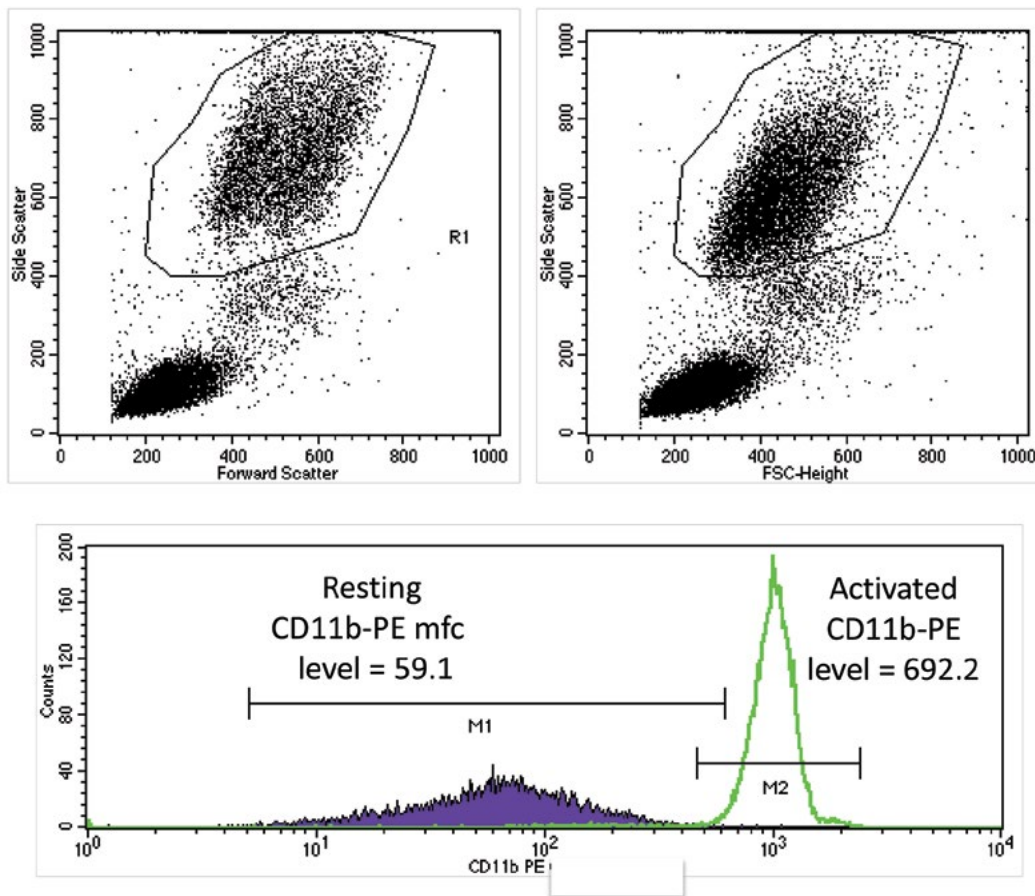 1000
800
600
400
200
0
Side Scatter
R1
0 200 400 600 800 1000
Forward Scatter
1000
800
600
400
200
0
Side Scatter
0 200 400 600 800 1000
FSC-Height
200
160
120
80
40
0
Counts
Resting
CD11b-PE mfc
level = 59.1
Activated
CD11b-PE
level = 692.2
M1
M2
10⁰ 10¹ 10² 10³ 10⁴
CD11b PE